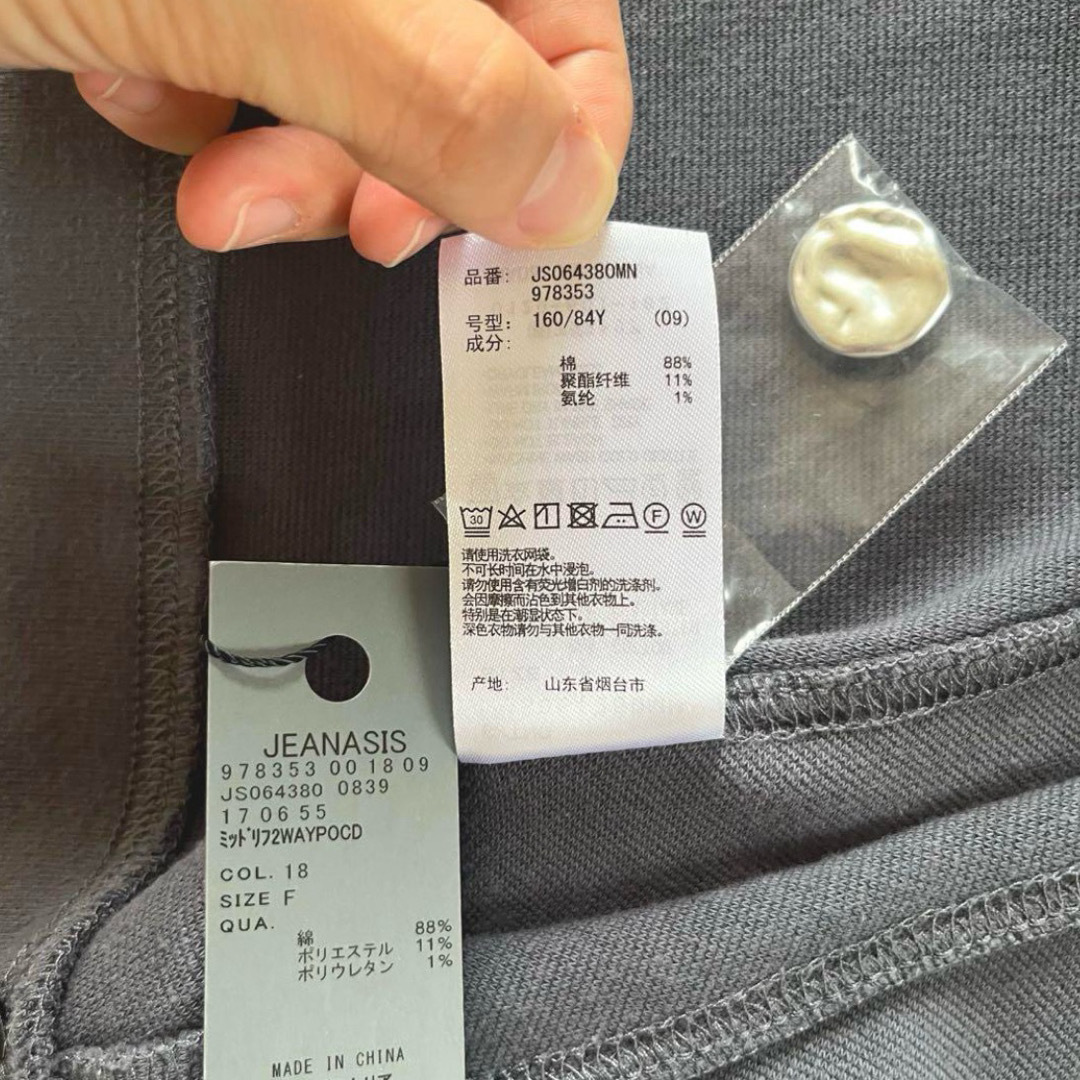 品番: JS064380MN
978353
号型: 160/84Y (09)
成分:
棉 88%
聚酯纤维 11%
氨纶 1%
30 F W
请使用洗衣网袋。
不可长时间在水中浸泡。
请勿使用含有荧光增白剂的洗涤剂。
会因摩擦而沾色到其他衣物上。
特别是在潮湿状态下。
深色衣物请勿与其他衣物一同洗涤。
产地: 山东省烟台市
JEANASIS
978353 00 18 09
JS064380 0839
17 06 55
ミッドリフ2WAYPOCD
COL. 18
SIZE F
QUA.
綿 88%
ポリエステル 11%
ポリウレタン 1%
MADE IN CHINA